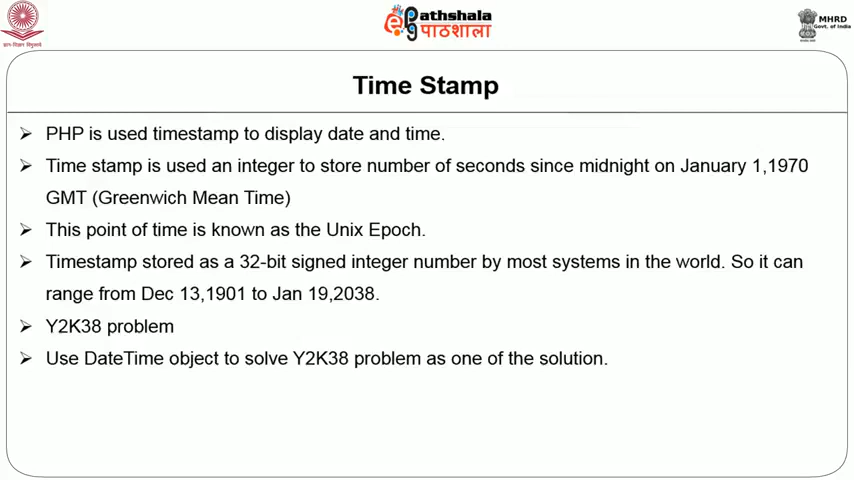 ePathshala
पाठशाला
MHRD
Govt. of India
Time Stamp
➢ PHP is used timestamp to display date and time.
➢ Time stamp is used an integer to store number of seconds since midnight on January 1,1970
GMT (Greenwich Mean Time)
➢ This point of time is known as the Unix Epoch.
➢ Timestamp stored as a 32-bit signed integer number by most systems in the world. So it can
range from Dec 13,1901 to Jan 19,2038.
➢ Y2K38 problem
➢ Use DateTime object to solve Y2K38 problem as one of the solution.